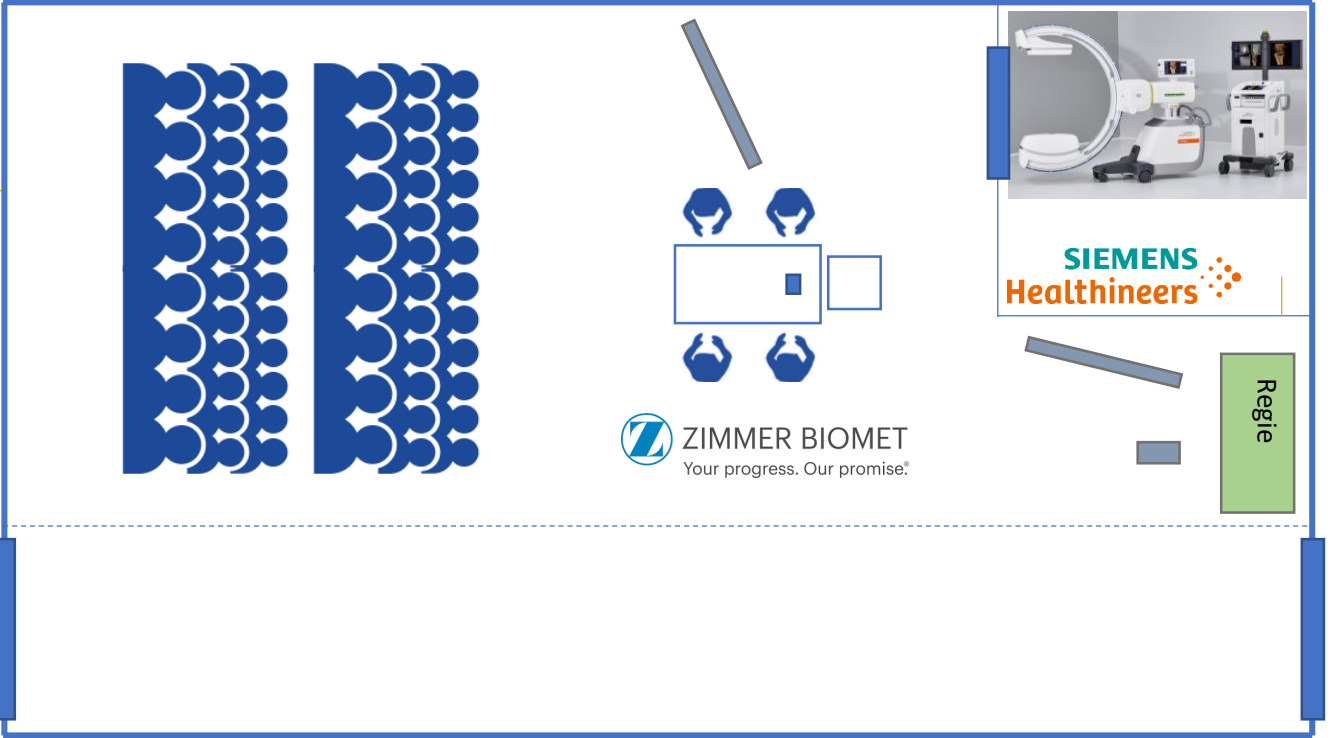 SIEMENS
Healthineers
Regie
ZIMMER BIOMET
Your progress. Our promise.®